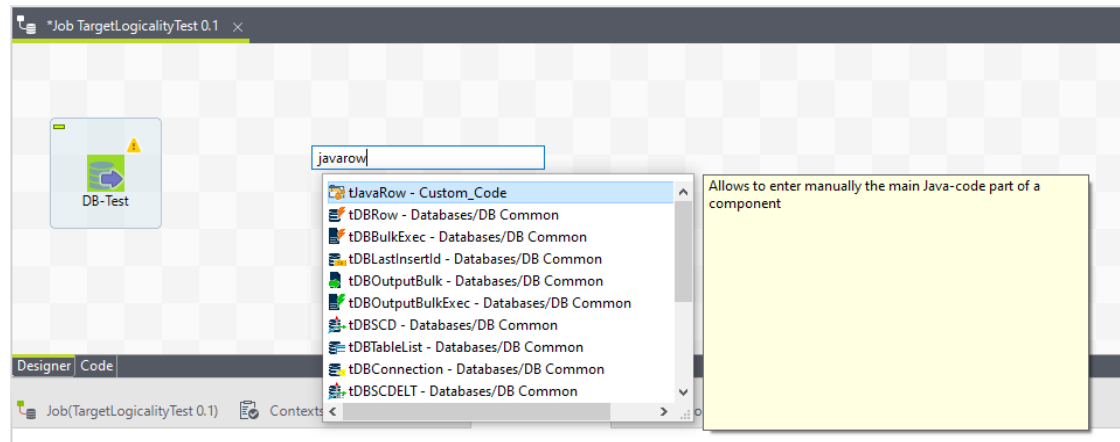 *Job TargetLogicalityTest 0.1
DB-Test
javarow
tJavaRow - Custom_Code
tDBRow - Databases/DB Common
tDBBulkExec - Databases/DB Common
tDBLastInsertId - Databases/DB Common
tDBOutputBulk - Databases/DB Common
tDBOutputBulkExec - Databases/DB Common
tDBSCD - Databases/DB Common
tDBTableList - Databases/DB Common
tDBConnection - Databases/DB Common
tDBSCDELT - Databases/DB Common
Allows to enter manually the main Java-code part of a
component
Designer Code
Job(TargetLogicalityTest 0.1) Contexts